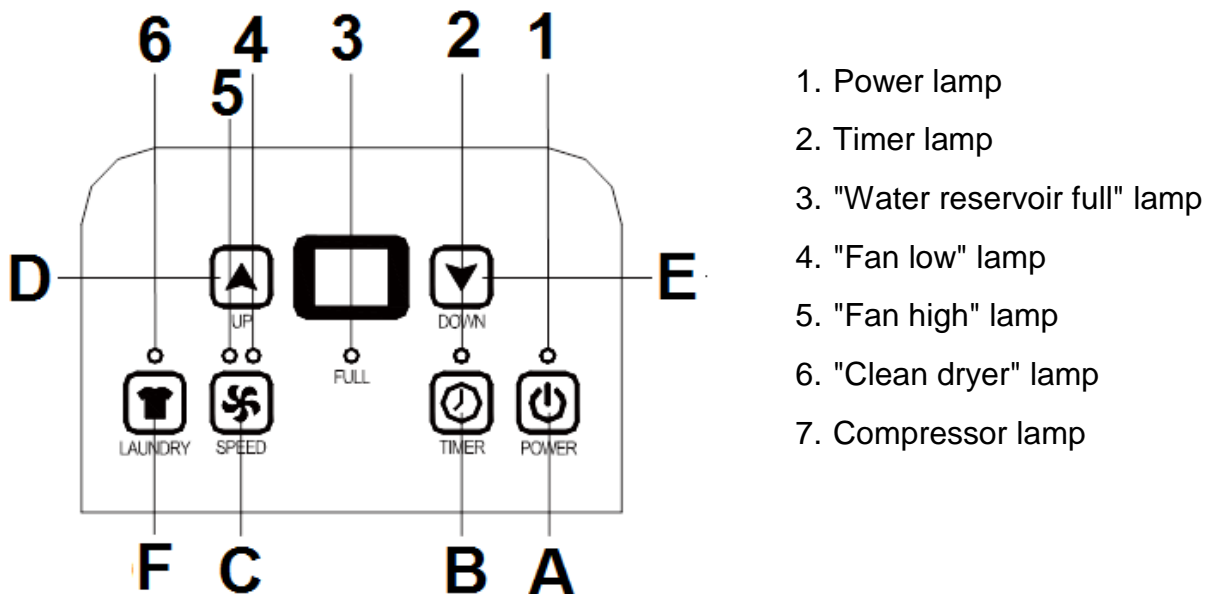 6 4 3 2 1
5
D
E
UP
DOWN
FULL
LAUNDRY
SPEED
TIMER
POWER
F C B A
1. Power lamp
2. Timer lamp
3. "Water reservoir full" lamp
4. "Fan low" lamp
5. "Fan high" lamp
6. "Clean dryer" lamp
7. Compressor lamp